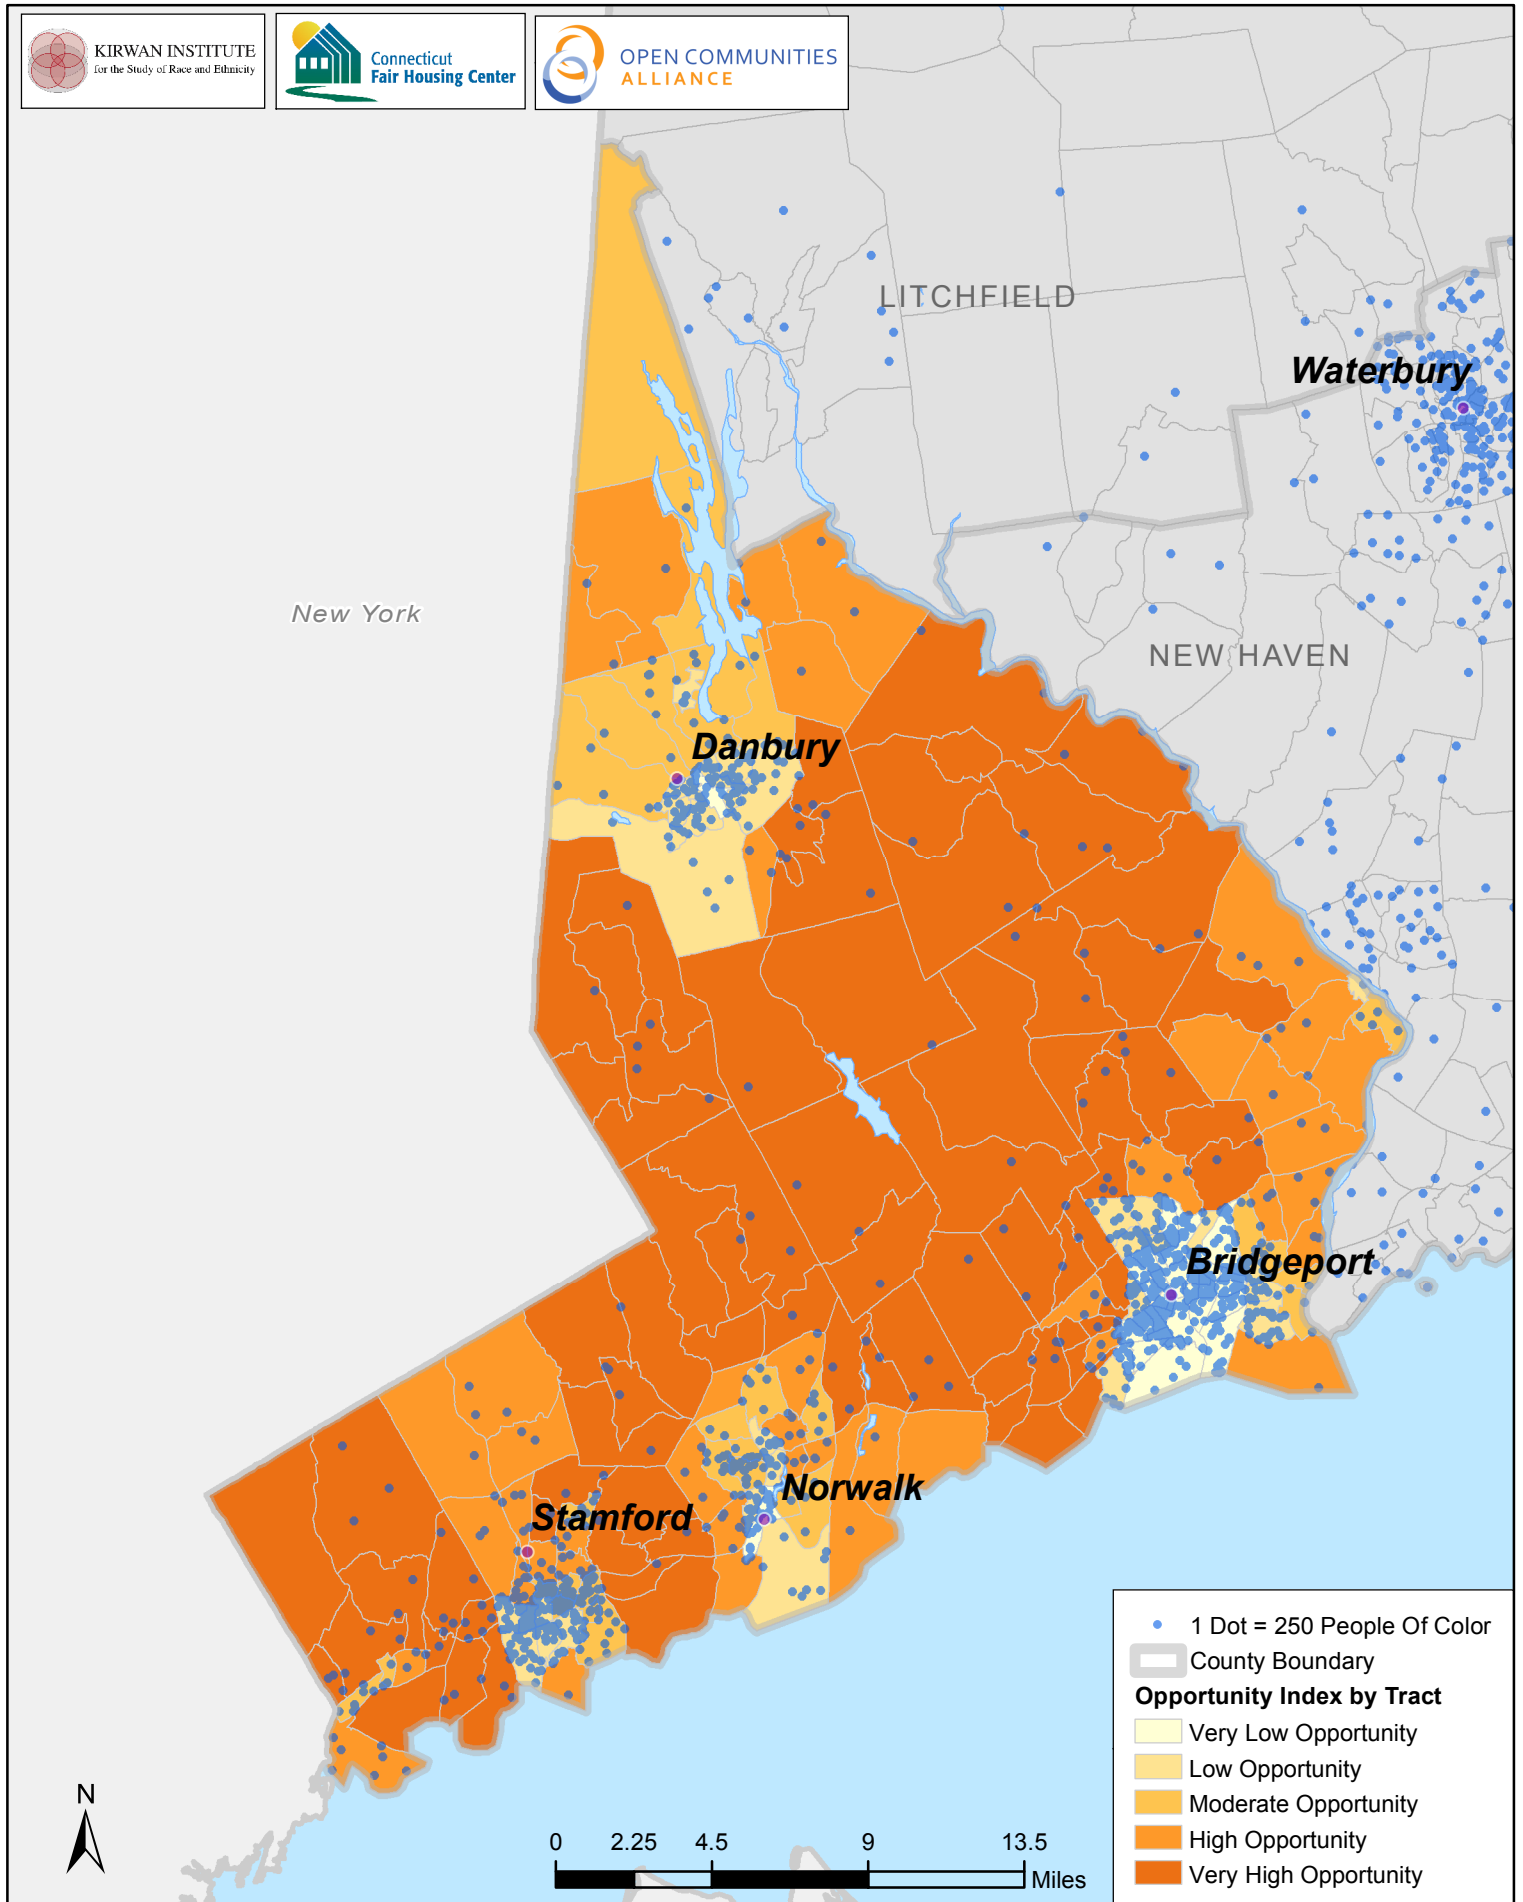 KIRWAN INSTITUTE
for the Study of Race and Ethnicity
Connecticut
Fair Housing Center
OPEN COMMUNITIES
ALLIANCE
LITCHFIELD
Waterbury
New York
NEW HAVEN
Danbury
Bridgeport
Norwalk
Stamford
1 Dot = 250 People Of Color
County Boundary
Opportunity Index by Tract
Very Low Opportunity
Low Opportunity
Moderate Opportunity
High Opportunity
Very High Opportunity
N
0 2.25 4.5 9 13.5
Miles